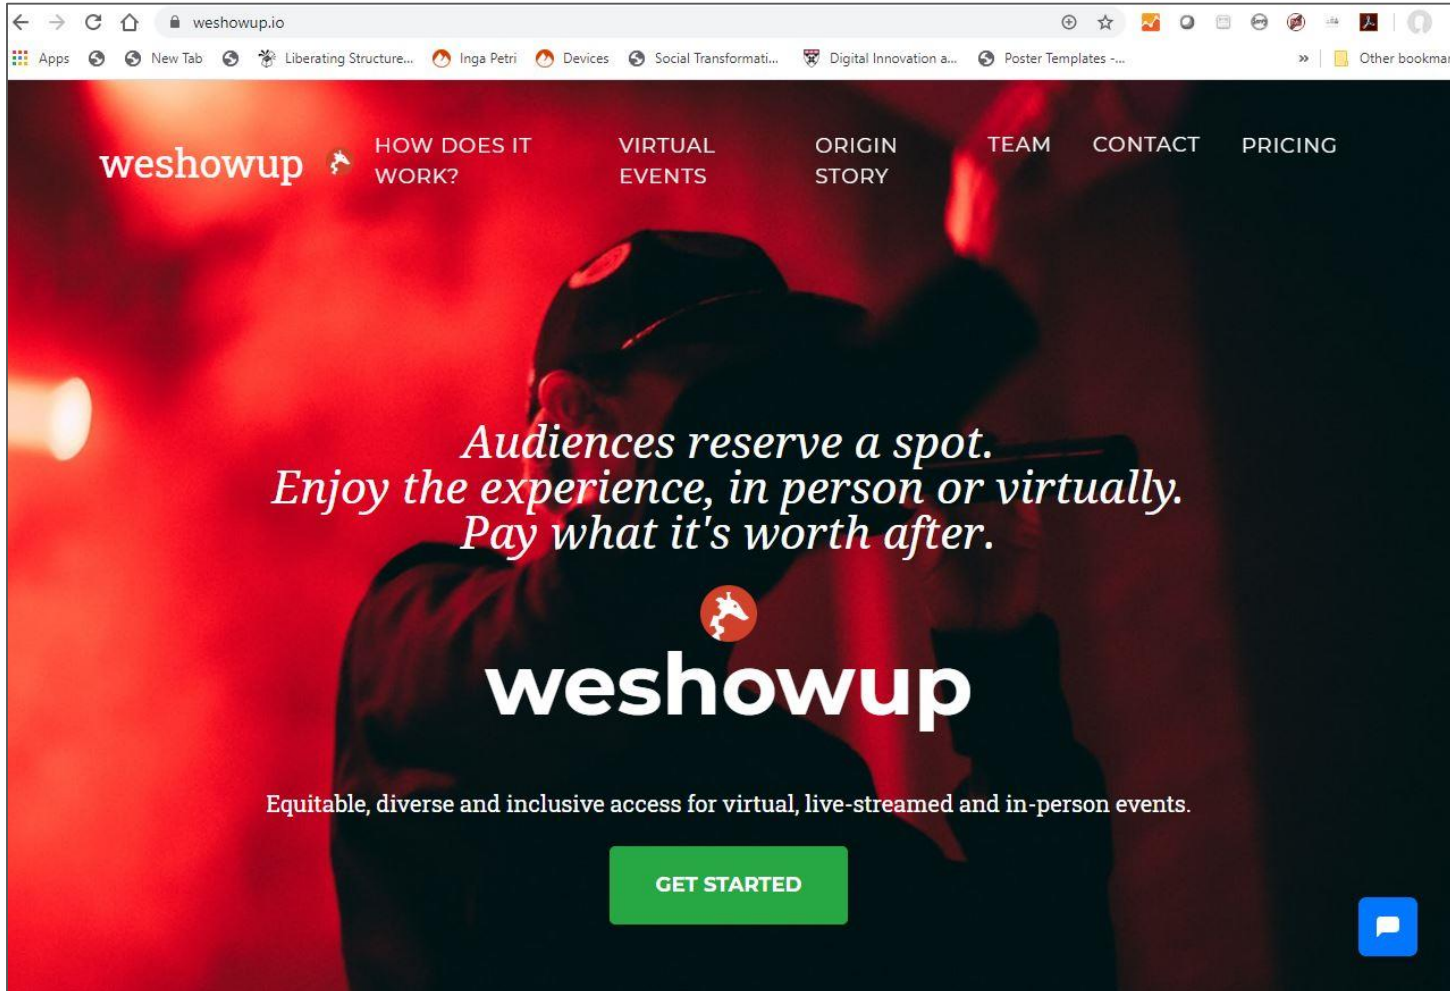 weshowup.io
Apps New Tab Liberating Structure... Inga Petri Devices Social Transformati... Digital Innovation a... Poster Templates -... » Other bookmar
weshowup HOW DOES IT VIRTUAL ORIGIN TEAM CONTACT PRICING
WORK? EVENTS STORY
Audiences reserve a spot.
Enjoy the experience, in person or virtually.
Pay what it's worth after.
weshowup
Equitable, diverse and inclusive access for virtual, live-streamed and in-person events.
GET STARTED